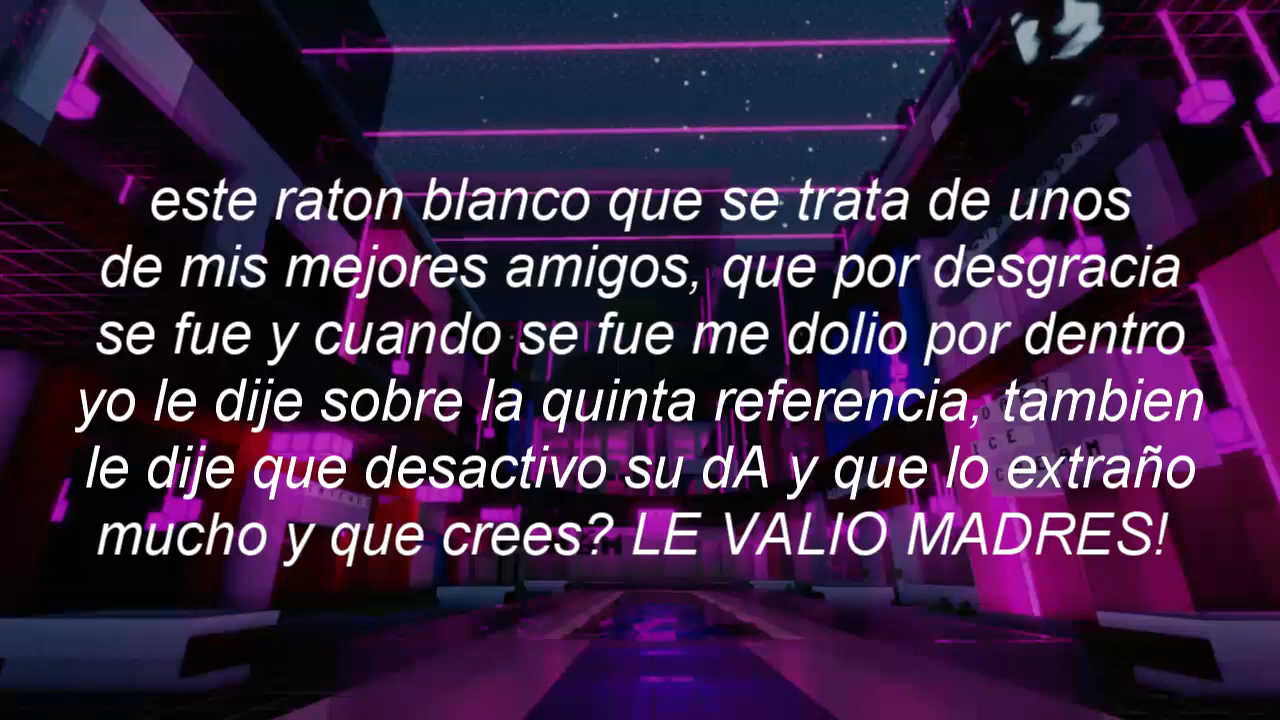 este raton blanco que se trata de unos
de mis mejores amigos, que por desgracia
se fue y cuando se fue me dolio por dentro
yo le dije sobre la quinta referencia, tambien
le dije que desactivo su dA y que lo extraño
mucho y que crees? LE VALIO MADRES!
ICE